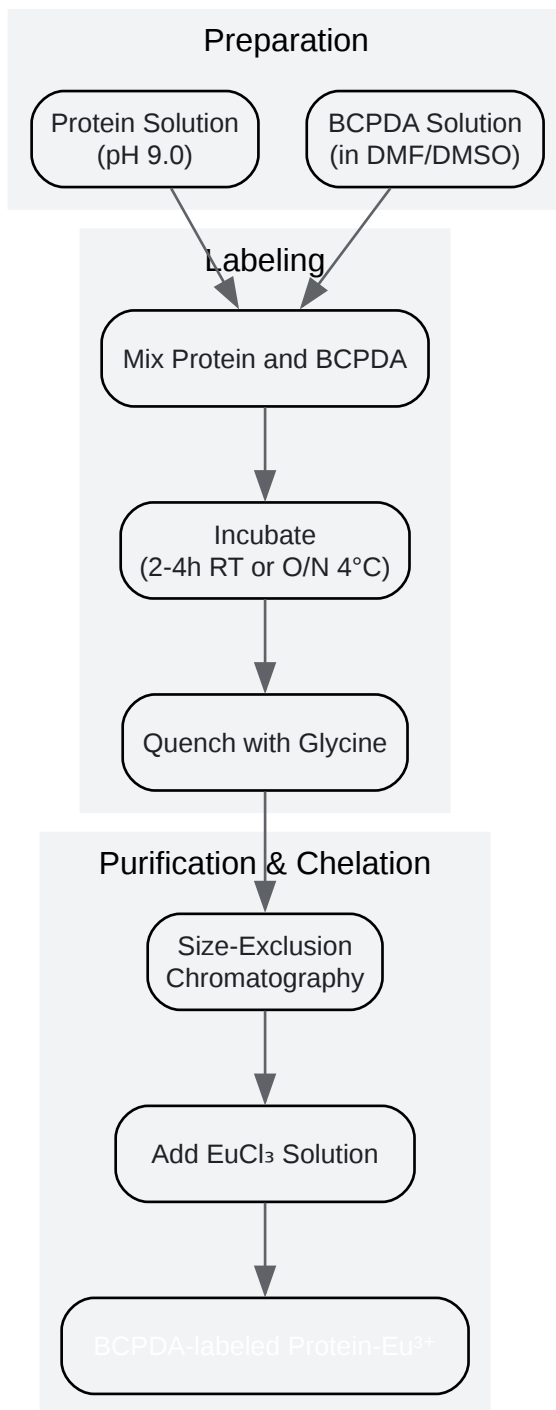 Preparation
Protein Solution
(pH 9.0)
BCPDA Solution
(in DMF/DMSO)
Labeling
Mix Protein and BCPDA
Incubate
(2-4h RT or O/N 4°C)
Quench with Glycine
Purification & Chelation
Size-Exclusion
Chromatography
Add EuCl₃ Solution
BCPDA-labeled Protein-Eu³⁺